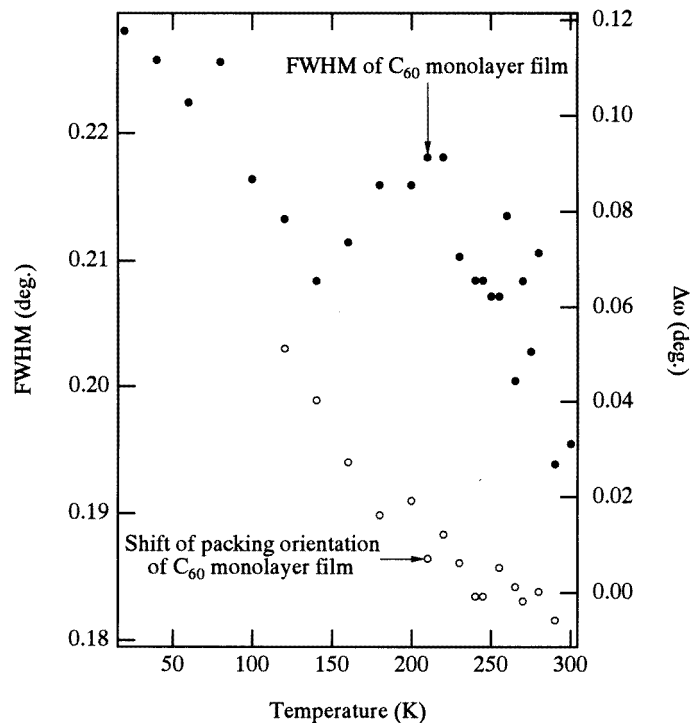 FWHM of C₆₀ monolayer film
Shift of packing orientation
of C₆₀ monolayer film
FWHM (deg.)
0.22
0.21
0.20
0.19
0.18
0.12
0.10
0.08
0.06
0.04
0.02
0.00
Δω
(deg.)
50 100 150 200 250 300
Temperature (K)